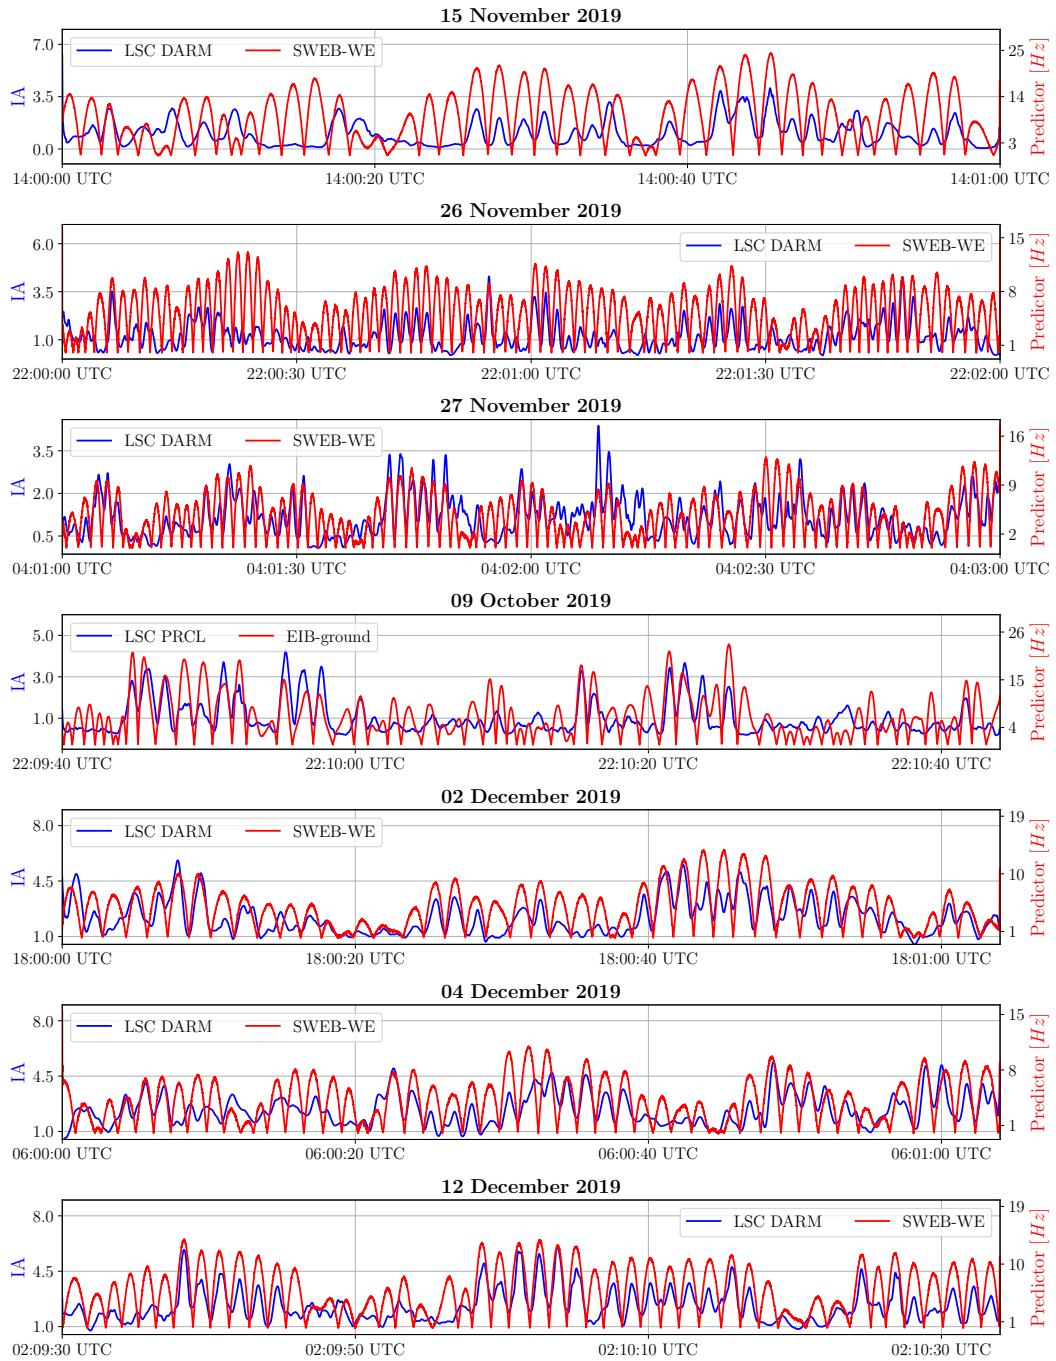 15 November 2019
LSC DARM SWEB-WE
7.0 3.5 0.0
IA
25 14 3
Predictor [Hz]
14:00:00 UTC 14:00:20 UTC 14:00:40 UTC 14:01:00 UTC
26 November 2019
LSC DARM SWEB-WE
6.0 3.5 1.0
IA
15 8 1
Predictor [Hz]
22:00:00 UTC 22:00:30 UTC 22:01:00 UTC 22:01:30 UTC 22:02:00 UTC
27 November 2019
LSC DARM SWEB-WE
3.5 2.0 0.5
IA
16 9 2
Predictor [Hz]
04:01:00 UTC 04:01:30 UTC 04:02:00 UTC 04:02:30 UTC 04:03:00 UTC
09 October 2019
LSC PRCL EIB-ground
5.0 3.0 1.0
IA
26 15 4
Predictor [Hz]
22:09:40 UTC 22:10:00 UTC 22:10:20 UTC 22:10:40 UTC
02 December 2019
LSC DARM SWEB-WE
8.0 4.5 1.0
IA
19 10 1
Predictor [Hz]
18:00:00 UTC 18:00:20 UTC 18:00:40 UTC 18:01:00 UTC
04 December 2019
LSC DARM SWEB-WE
8.0 4.5 1.0
IA
15 8 1
Predictor [Hz]
06:00:00 UTC 06:00:20 UTC 06:00:40 UTC 06:01:00 UTC
12 December 2019
LSC DARM SWEB-WE
8.0 4.5 1.0
IA
19 10 1
Predictor [Hz]
02:09:30 UTC 02:09:50 UTC 02:10:10 UTC 02:10:30 UTC